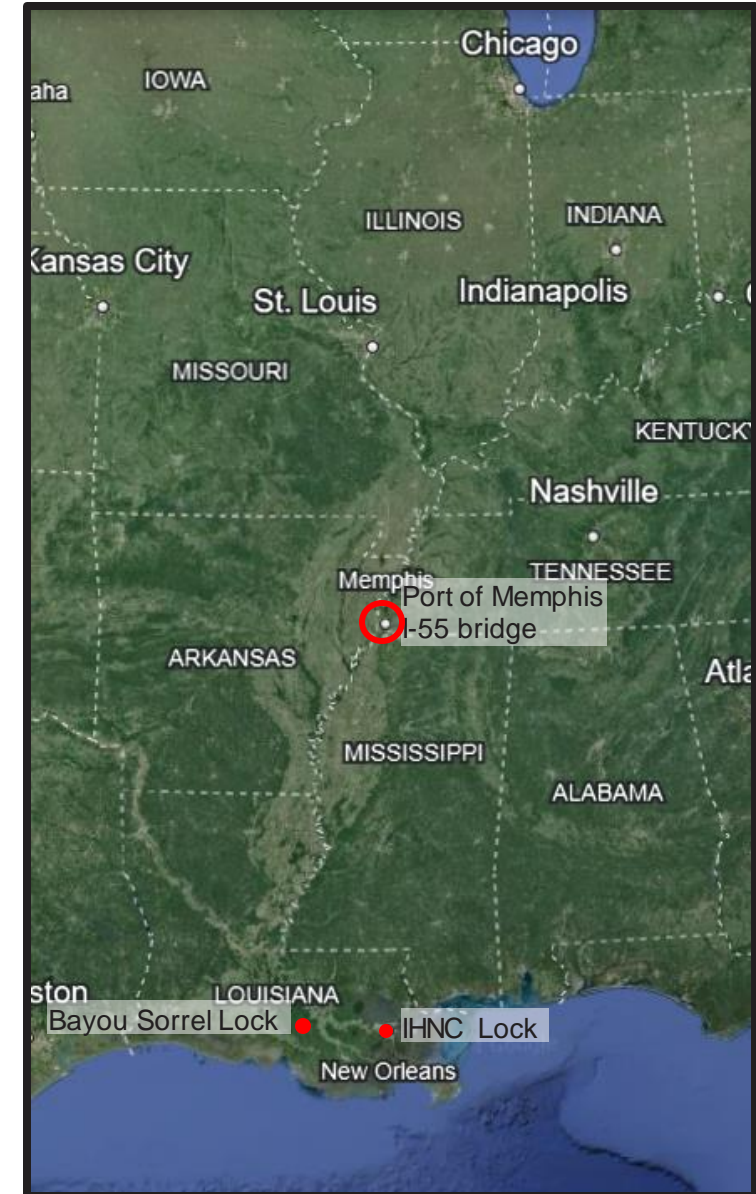 Chicago
IOWA
aha
ILLINOIS
INDIANA
Kansas City
St. Louis
Indianapolis
MISSOURI
KENTUCKY
Nashville
Memphis
TENNESSEE
Port of Memphis
I-55 bridge
ARKANSAS
Atla
MISSISSIPPI
ALABAMA
ston
LOUISIANA
Bayou Sorrel Lock
IHNC Lock
New Orleans